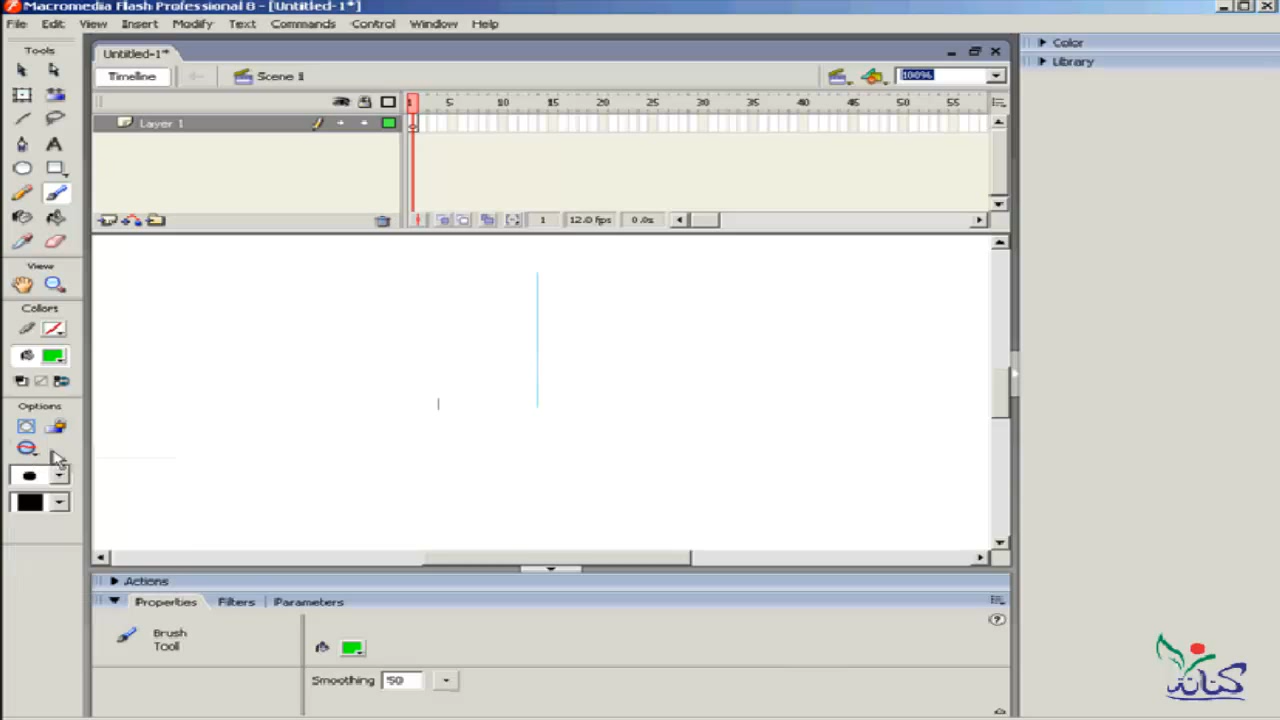 Macromedia Flash Professional 8 - [Untitled-1*]
File Edit View Insert Modify Text Commands Control Window Help
Tools
Untitled-1*
Color
Library
Timeline
Scene 1
100%
1 5 10 15 20 25 30 35 40 45 50 55
Layer 1
1 12.0 fps 0.0s
View
Colors
Options
Actions
Properties Filters Parameters
Brush
Tool
Smoothing 50
كنانة